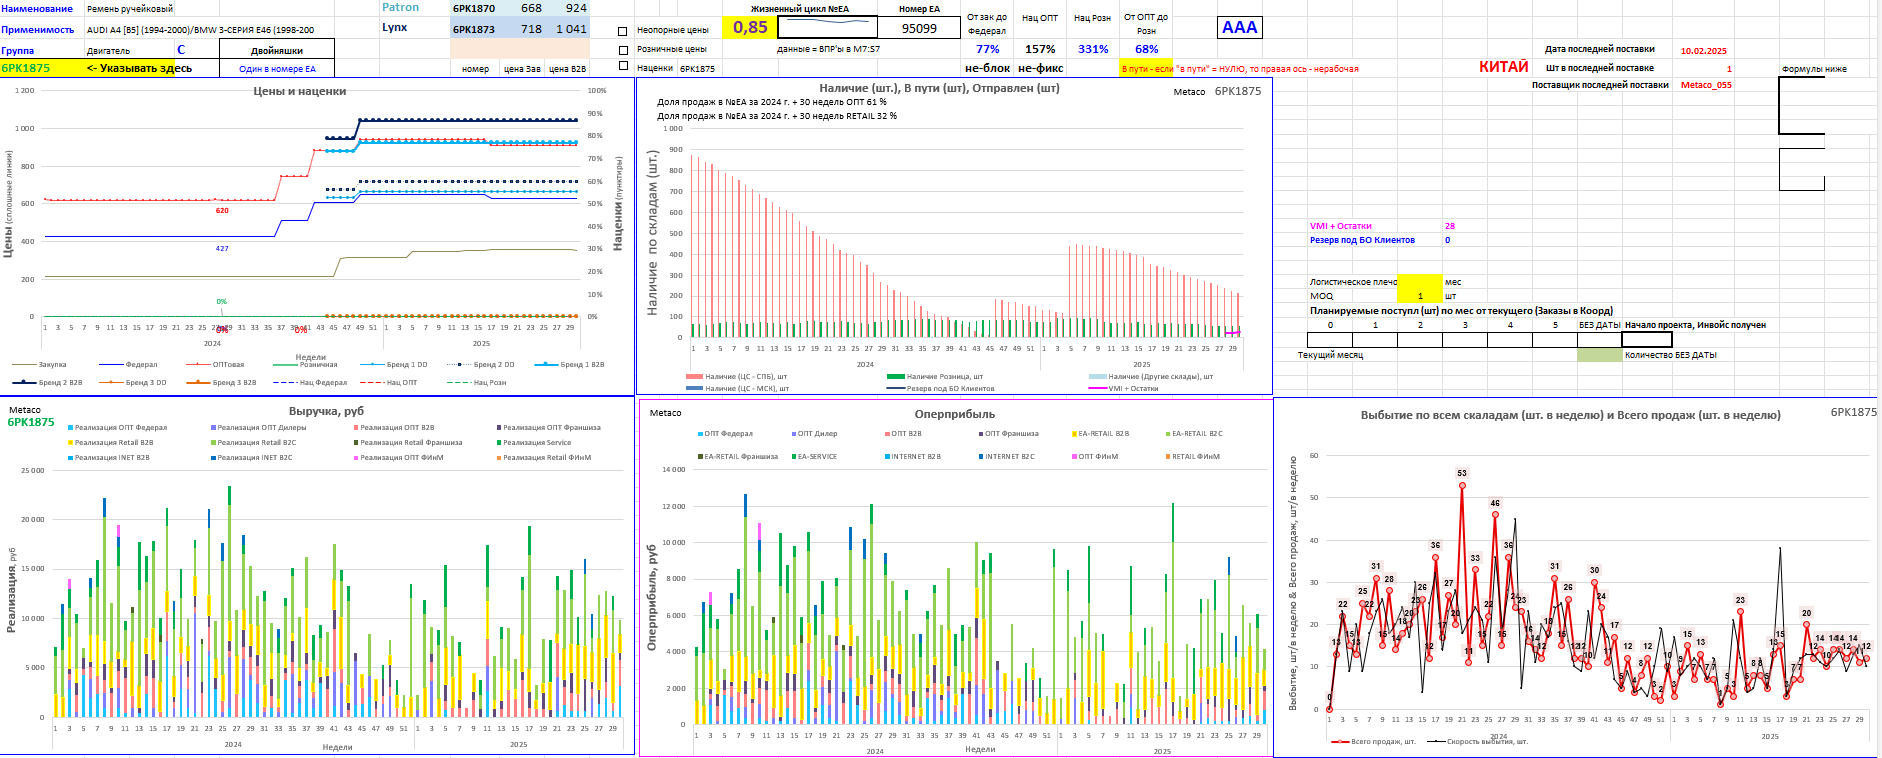 Наименование Ремень ручейковый
Patron 6PK1870 668 924
Применимость AUDI A4 [B5] (1994-2000)/BMW 3-СЕРИЯ E46 (1998-200
Lynx 6PK1873 718 1 041
Группа Двигатель C Двойняшки
6PK1875 <- Указывать здесь Один в номере EA
номер цена Зав цена B2B
Жизненный цикл №EA Номер EA
Неопорные цены 0,85 95099
Розничные цены данные = ВПР'ы в M7:57
Наценки 6PK1875
От зак до Федерал Нац ОПТ Нац Розн От ОПТ до Розн
77% 157% 331% 68%
не-блок не-фикс
В пути - если "в пути" = НУЛЮ, то правая ось - нерабочая
AAA
КИТАЙ
Дата последней поставки 10.02.2025
Шт в последней поставке 1
Поставщик последней поставки Metaco_055
Формулы ниже
Цены и наценки
1 200
1 000
800
600
400
200
0
100%
90%
80%
70%
60%
50%
40%
30%
20%
10%
0%
Цены (сплошные линии)
Наценки (пунктиры)
620
427
0%
0%
1 3 5 7 9 11 13 15 17 19 21 23 25 43 45 47 49 51 1 3 5 7 9 11 13 15 17 19 21 23 25 27 29
2024 2025
Недели
Закупка Федерал ОПТовая Розничная Бренд 1 DD Бренд 2 DD Бренд 1 B2B
Бренд 2 B2B Бренд 3 DD Бренд 3 B2B Нац Федерал Нац ОПТ Нац Розн
Наличие (шт.), В пути (шт), Отправлен (шт)
Metaco 6PK1875
Доля продаж в №EA за 2024 г. + 30 недель ОПТ 61 %
Доля продаж в №EA за 2024 г. + 30 недель RETAIL 32 %
Наличие по складам (шт.)
1 000
900
800
700
600
500
400
300
200
100
0
1 3 5 7 9 11 13 15 17 19 21 23 25 27 29 31 33 35 37 39 41 43 45 47 49 51 1 3 5 7 9 11 13 15 17 19 21 23 25 27 29
2024 2025
Наличие (ЦС - СПБ), шт Наличие Розница, шт Наличие (Другие склады), шт
Наличие (ЦС - МСК), шт Резерв под БО Клиентов VMI + Остатки
VMI + Остатки 28
Резерв под БО Клиентов 0
Логистическое плечо мес
MOQ 1 шт
Планируемые поступл (шт) по мес от текущего (Заказы в Коорд)
0 1 2 3 4 5 БЕЗ ДАТЫ Начало проекта, Инвойс получен
Текущий месяц Количество БЕЗ ДАТЫ
Metaco
6PK1875
Выручка, руб
Реализация ОПТ Федерал Реализация ОПТ Дилеры Реализация ОПТ B2B Реализация ОПТ Франшиза
Реализация Retail B2B Реализация Retail B2C Реализация Retail Франшиза Реализация Service
Реализация INET B2B Реализация INET B2C Реализация ОПТ ФИнМ Реализация Retail ФИнМ
Реализация, руб
25 000
20 000
15 000
10 000
5 000
0
1 3 5 7 9 11 13 15 17 19 21 23 25 27 29 31 33 35 37 39 41 43 45 47 49 51 1 3 5 7 9 11 13 15 17 19 21 23 25 27 29
2024 2025
Недели
Metaco
Оперприбыль
ОПТ Федерал ОПТ Дилер ОПТ B2B ОПТ Франшиза EA-RETAIL B2B EA-RETAIL B2C
EA-RETAIL Франшиза EA-SERVICE INTERNET B2B INTERNET B2C ОПТ ФИнМ RETAIL ФИнМ
Оперприбыль, руб
14 000
12 000
10 000
8 000
6 000
4 000
2 000
0
1 3 5 7 9 11 13 15 17 19 21 23 25 27 29 31 33 35 37 39 41 43 45 47 49 51 1 3 5 7 9 11 13 15 17 19 21 23 25 27 29
2024 2025
Недели
Выбытие по всем скаладам (шт. в неделю) и Всего продаж (шт. в неделю)
6PK1875
Выбытие, шт/в неделю & Всего продаж, шт/в неделю
60
50
40
30
20
10
0
0 13 22 15 13 25 22 31 15 28 14 18 20 23 26 12 36 17 27 20 53 11 33 15 22 46 15 36 24 23 16 14 12 18 31 15 26 12 12 10 30 24 11 17 5 12 4 8 12 3 2 10 3 9 15 7 13 7 7 1 5 3 23 5 8 8 5 13 15 3 7 7 20 12 14 10 14 14 12 14 12
1 3 5 7 9 11 13 15 17 19 21 23 25 27 29 31 33 35 37 39 41 43 45 47 49 51 1 3 5 7 9 11 13 15 17 19 21 23 25 27 29
2024 2025
Всего продаж, шт. Скорость выбытия, шт.